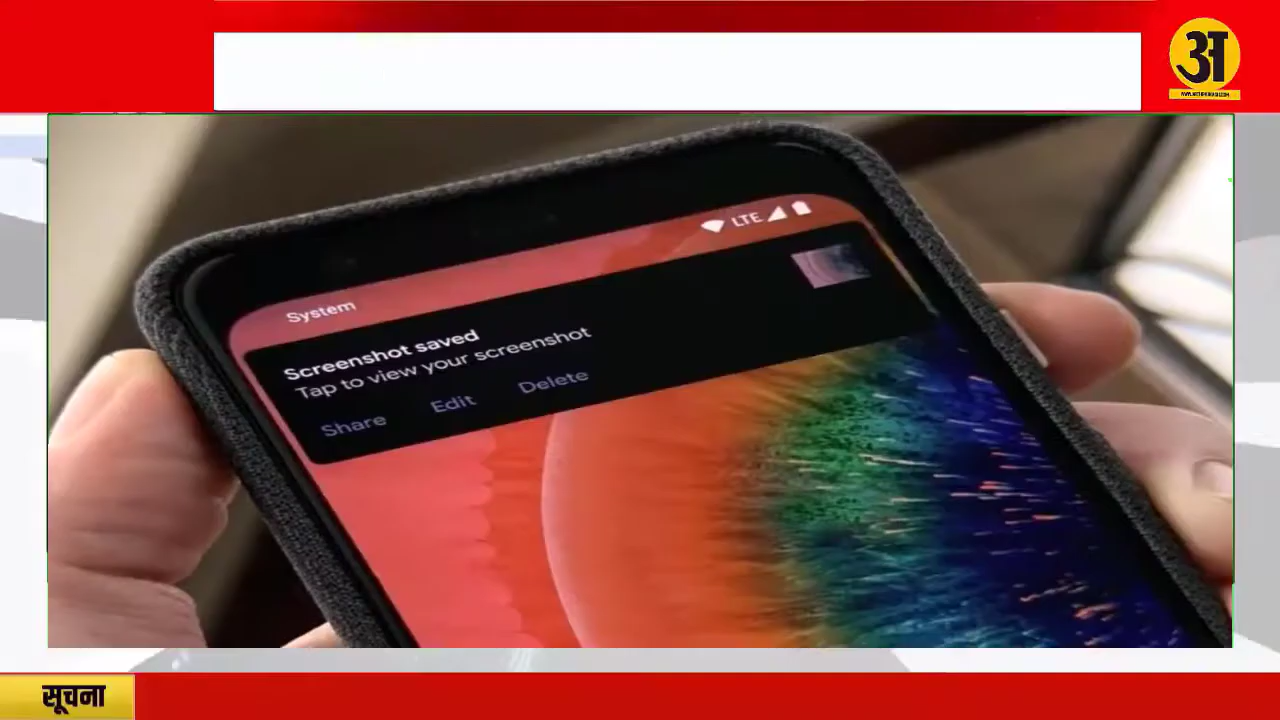 अ
LTE
System
Screenshot saved
Tap to view your screenshot
Share Edit Delete
सूचना